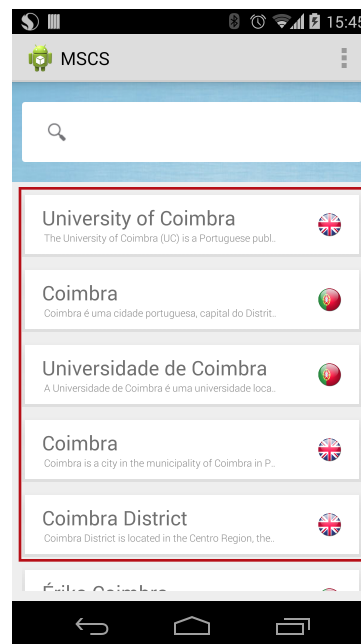 15:45
MSCS
University of Coimbra
The University of Coimbra (UC) is a Portuguese publ..
Coimbra
Coimbra é uma cidade portuguesa, capital do Distrit..
Universidade de Coimbra
A Universidade de Coimbra é uma universidade loca..
Coimbra
Coimbra is a city in the municipality of Coimbra in P..
Coimbra District
Coimbra District is located in the Centro Region, the..
Érika Coimbra